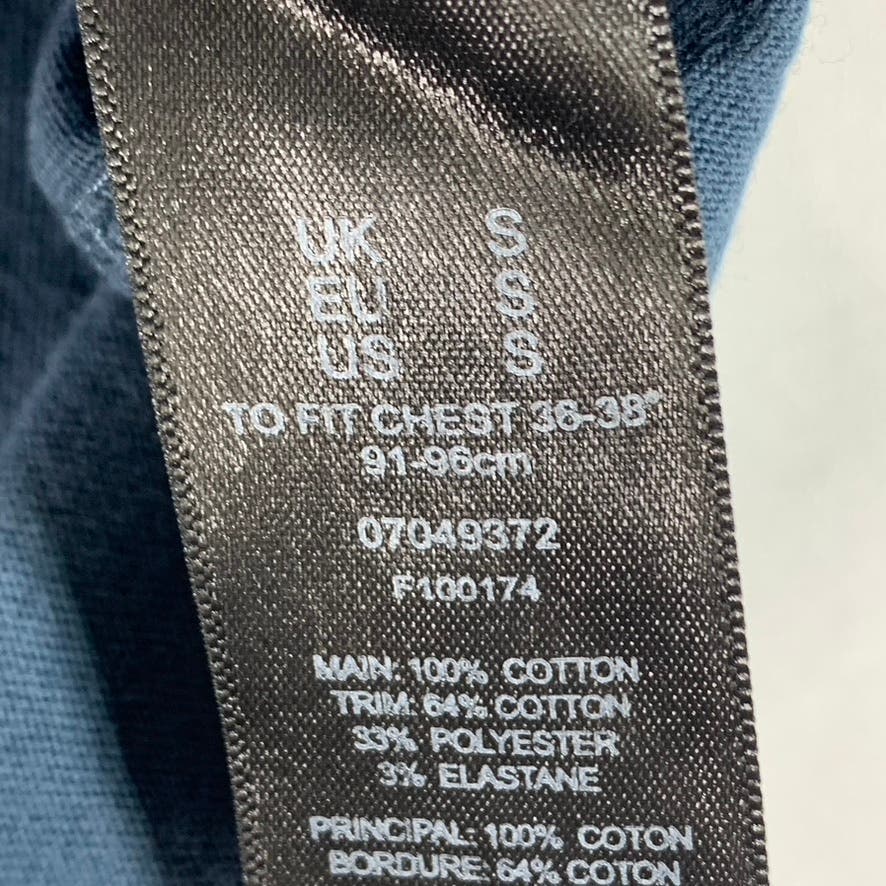 UK S
EU S
US S
TO FIT CHEST 36-38"
91-96cm
07049372
F100174
MAIN: 100% COTTON
TRIM: 64% COTTON
33% POLYESTER
3% ELASTANE
PRINCIPAL: 100% COTON
BORDURE: 64% COTON